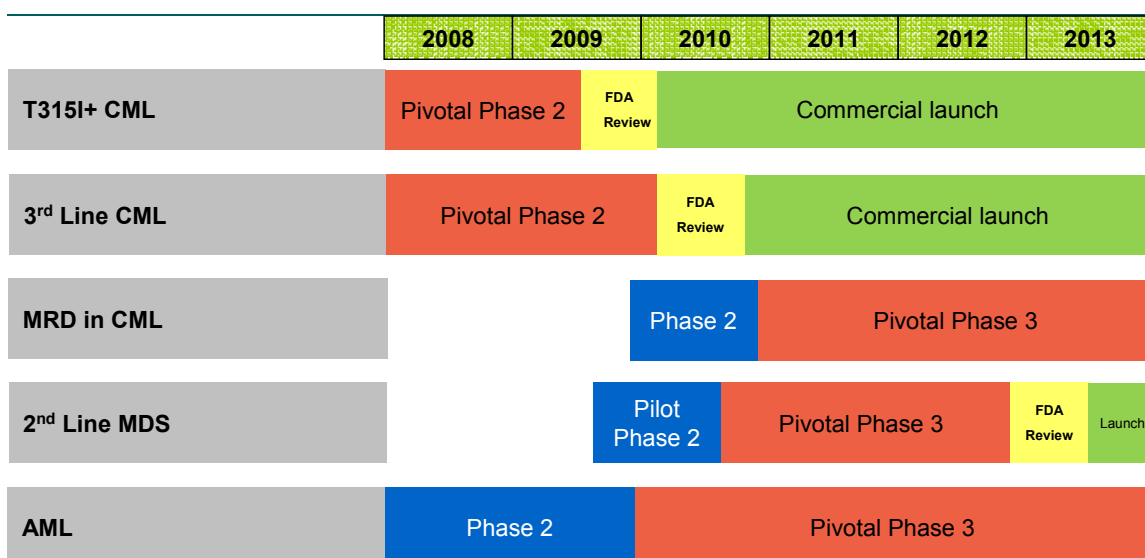 2008 2009 2010 2011 2012 2013
T315I+ CML Pivotal Phase 2 FDA Review Commercial launch
3rd Line CML Pivotal Phase 2 FDA Review Commercial launch
MRD in CML Phase 2 Pivotal Phase 3
2nd Line MDS Pilot Phase 2 Pivotal Phase 3 FDA Review Launch
AML Phase 2 Pivotal Phase 3